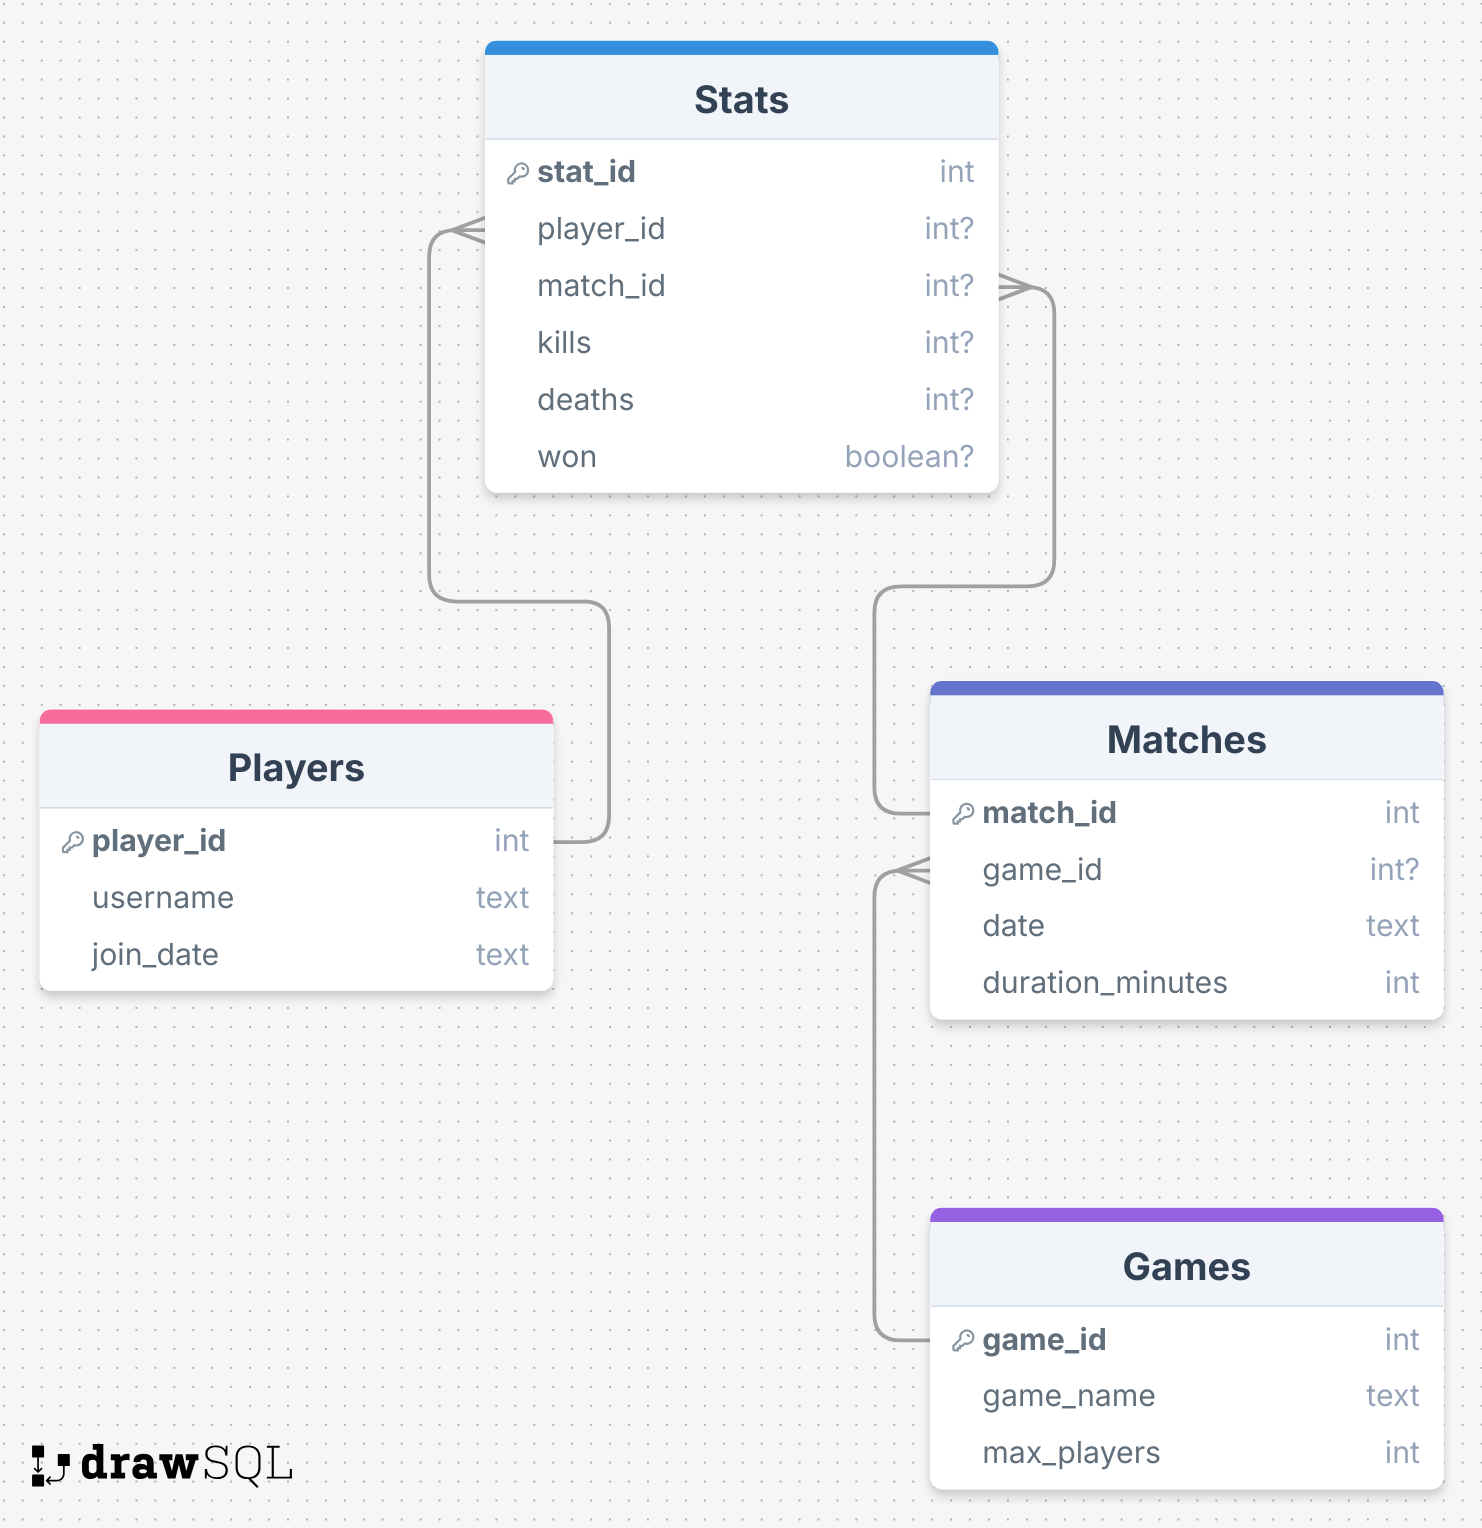 Stats
stat_id int
player_id int?
match_id int?
kills int?
deaths int?
won boolean?
Players
player_id int
username text
join_date text
Matches
match_id int
game_id int?
date text
duration_minutes int
Games
game_id int
game_name text
max_players int
drawSQL